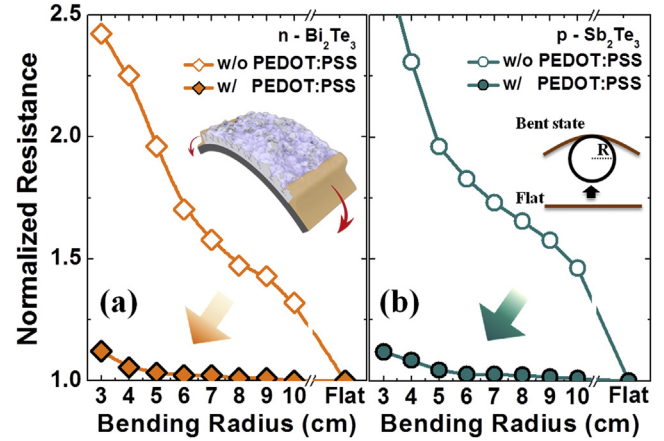 Normalized Resistance
2.5
2.0
1.5
1.0
n - Bi₂Te₃
w/o PEDOT:PSS
w/ PEDOT:PSS
(a)
3 4 5 6 7 8 9 10 Flat
Bending Radius (cm)
p - Sb₂Te₃
w/o PEDOT:PSS
w/ PEDOT:PSS
Bent state
R
Flat
(b)
3 4 5 6 7 8 9 10 Flat
Bending Radius (cm)